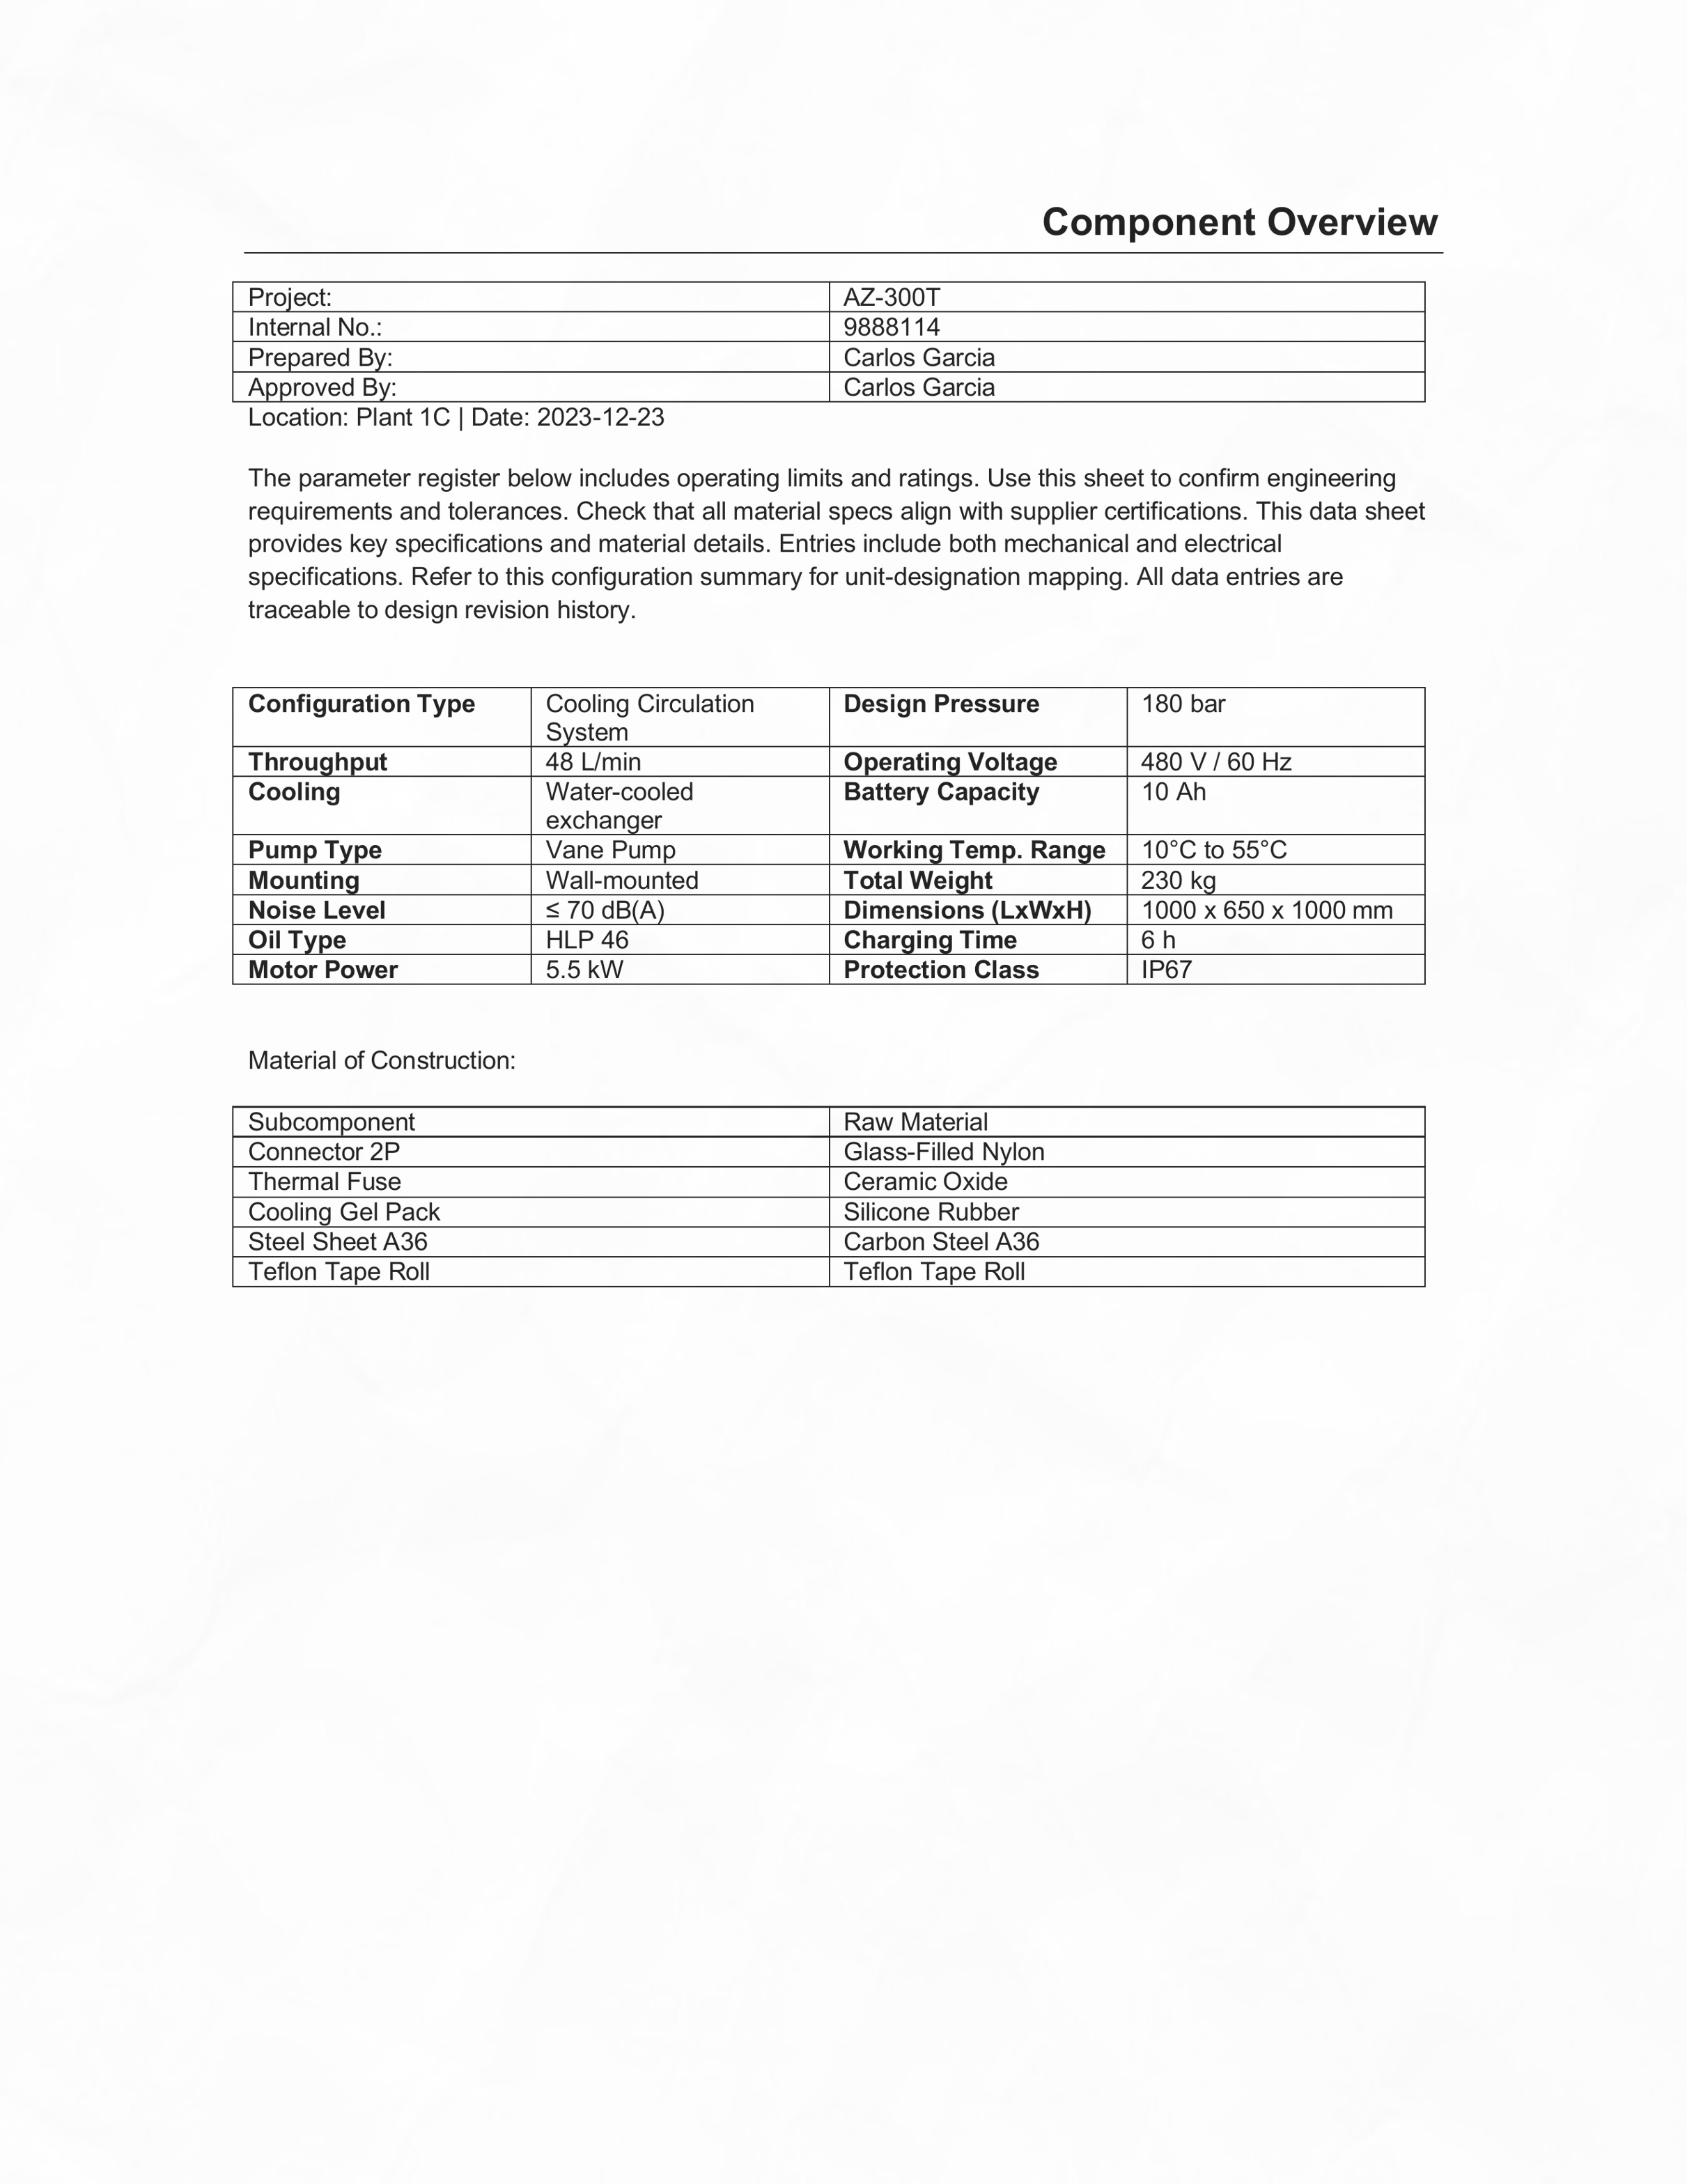 Component Overview
Project: AZ-300T
Internal No.: 9888114
Prepared By: Carlos Garcia
Approved By: Carlos Garcia
Location: Plant 1C | Date: 2023-12-23
The parameter register below includes operating limits and ratings. Use this sheet to confirm engineering
requirements and tolerances. Check that all material specs align with supplier certifications. This data sheet
provides key specifications and material details. Entries include both mechanical and electrical
specifications. Refer to this configuration summary for unit-designation mapping. All data entries are
traceable to design revision history.
Configuration Type Cooling Circulation Design Pressure 180 bar
System
Throughput 48 L/min Operating Voltage 480 V / 60 Hz
Cooling Water-cooled Battery Capacity 10 Ah
exchanger
Pump Type Vane Pump Working Temp. Range 10°C to 55°C
Mounting Wall-mounted Total Weight 230 kg
Noise Level ≤ 70 dB(A) Dimensions (LxWxH) 1000 x 650 x 1000 mm
Oil Type HLP 46 Charging Time 6 h
Motor Power 5.5 kW Protection Class IP67
Material of Construction:
Subcomponent Raw Material
Connector 2P Glass-Filled Nylon
Thermal Fuse Ceramic Oxide
Cooling Gel Pack Silicone Rubber
Steel Sheet A36 Carbon Steel A36
Teflon Tape Roll Teflon Tape Roll